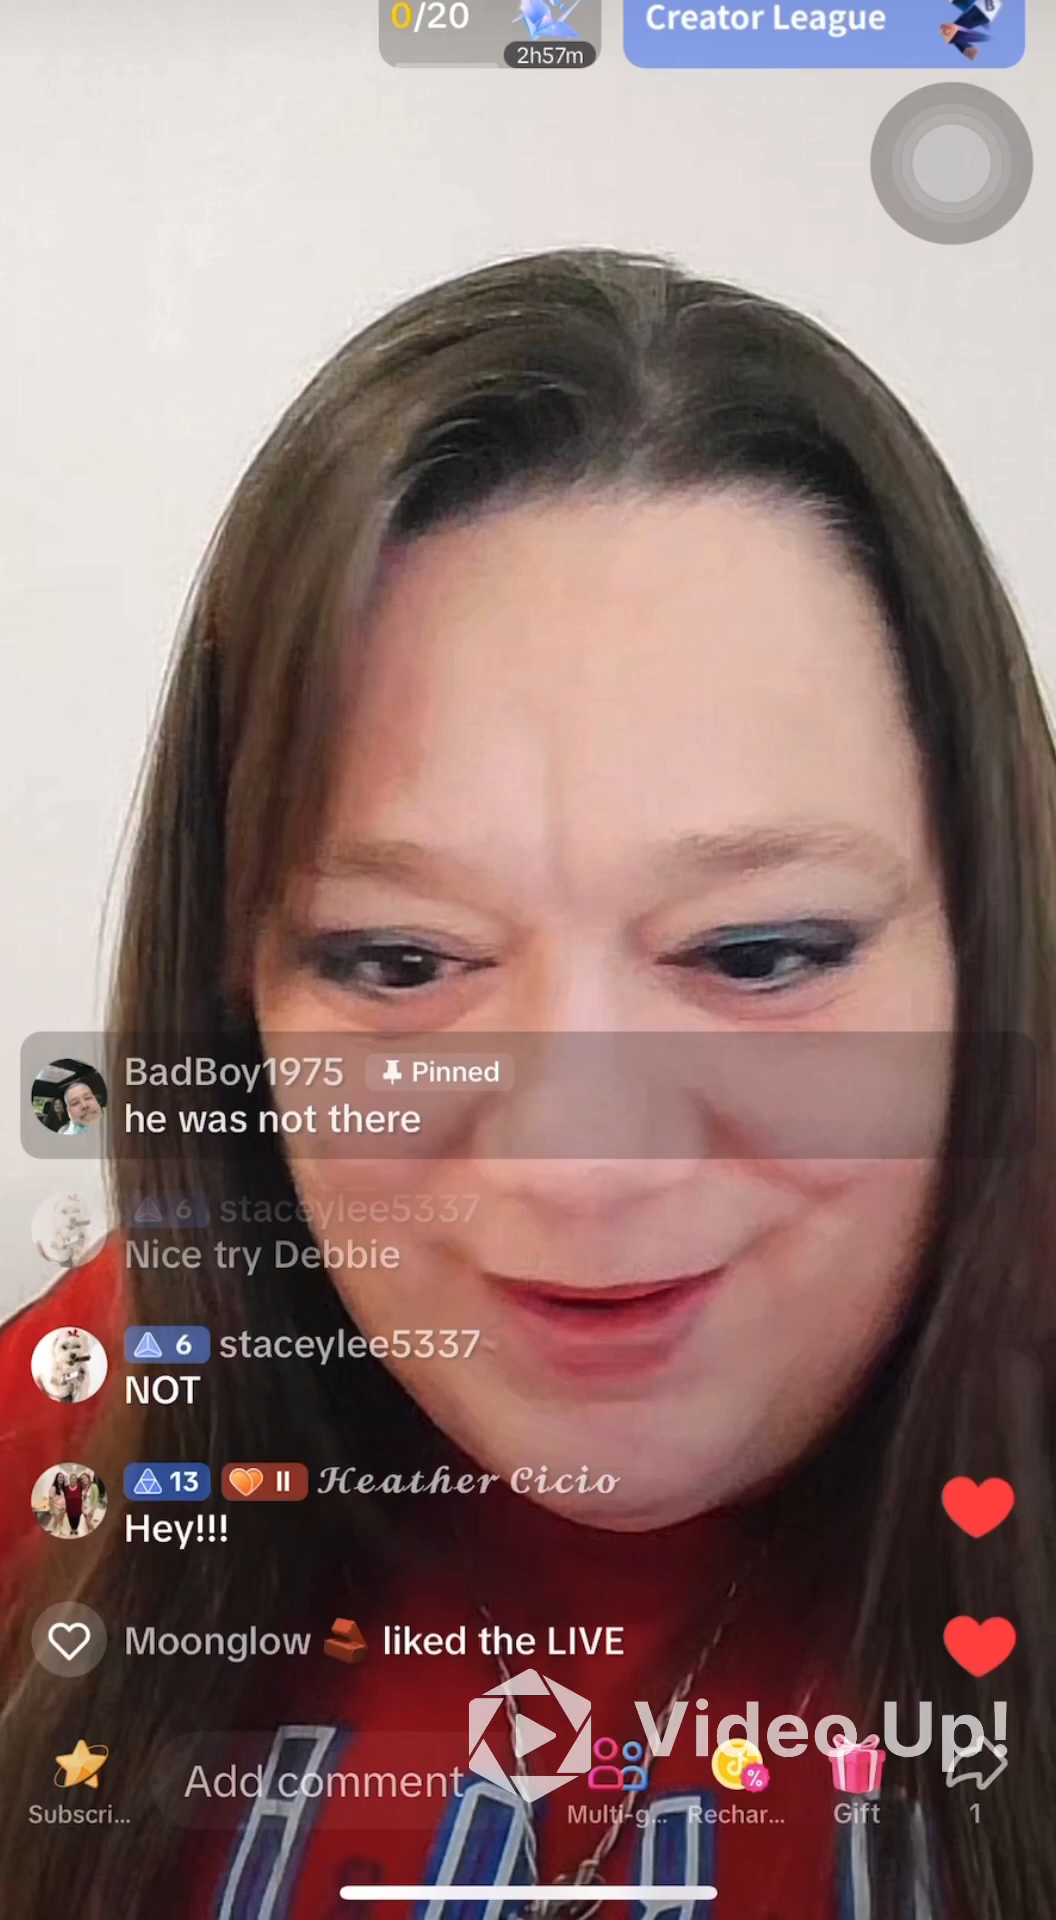 0/20
2h57m
Creator League
BadBoy1975 Pinned
he was not there
6 staceylee5337
Nice try Debbie
6 staceylee5337
NOT
13 II Heather Cicio
Hey!!!
Moonglow liked the LIVE
Video Up!
Add comment
Subscri...
Multi-g...
Rechar...
Gift
1